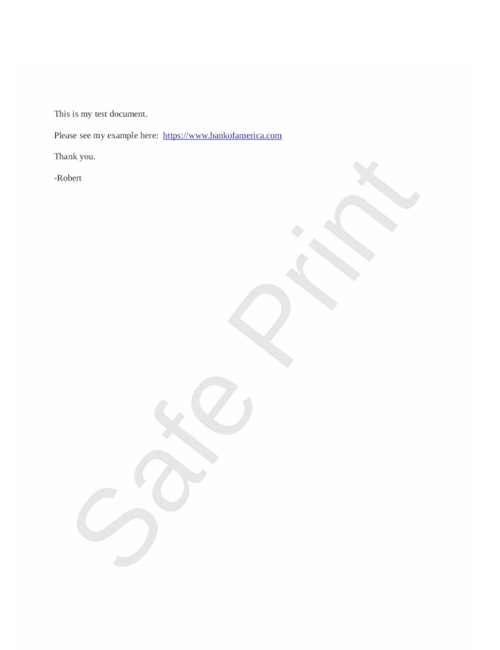 This is my test document.
Please see my example here: https://www.bankofamerica.com
Thank you.
-Robert
Safe Print